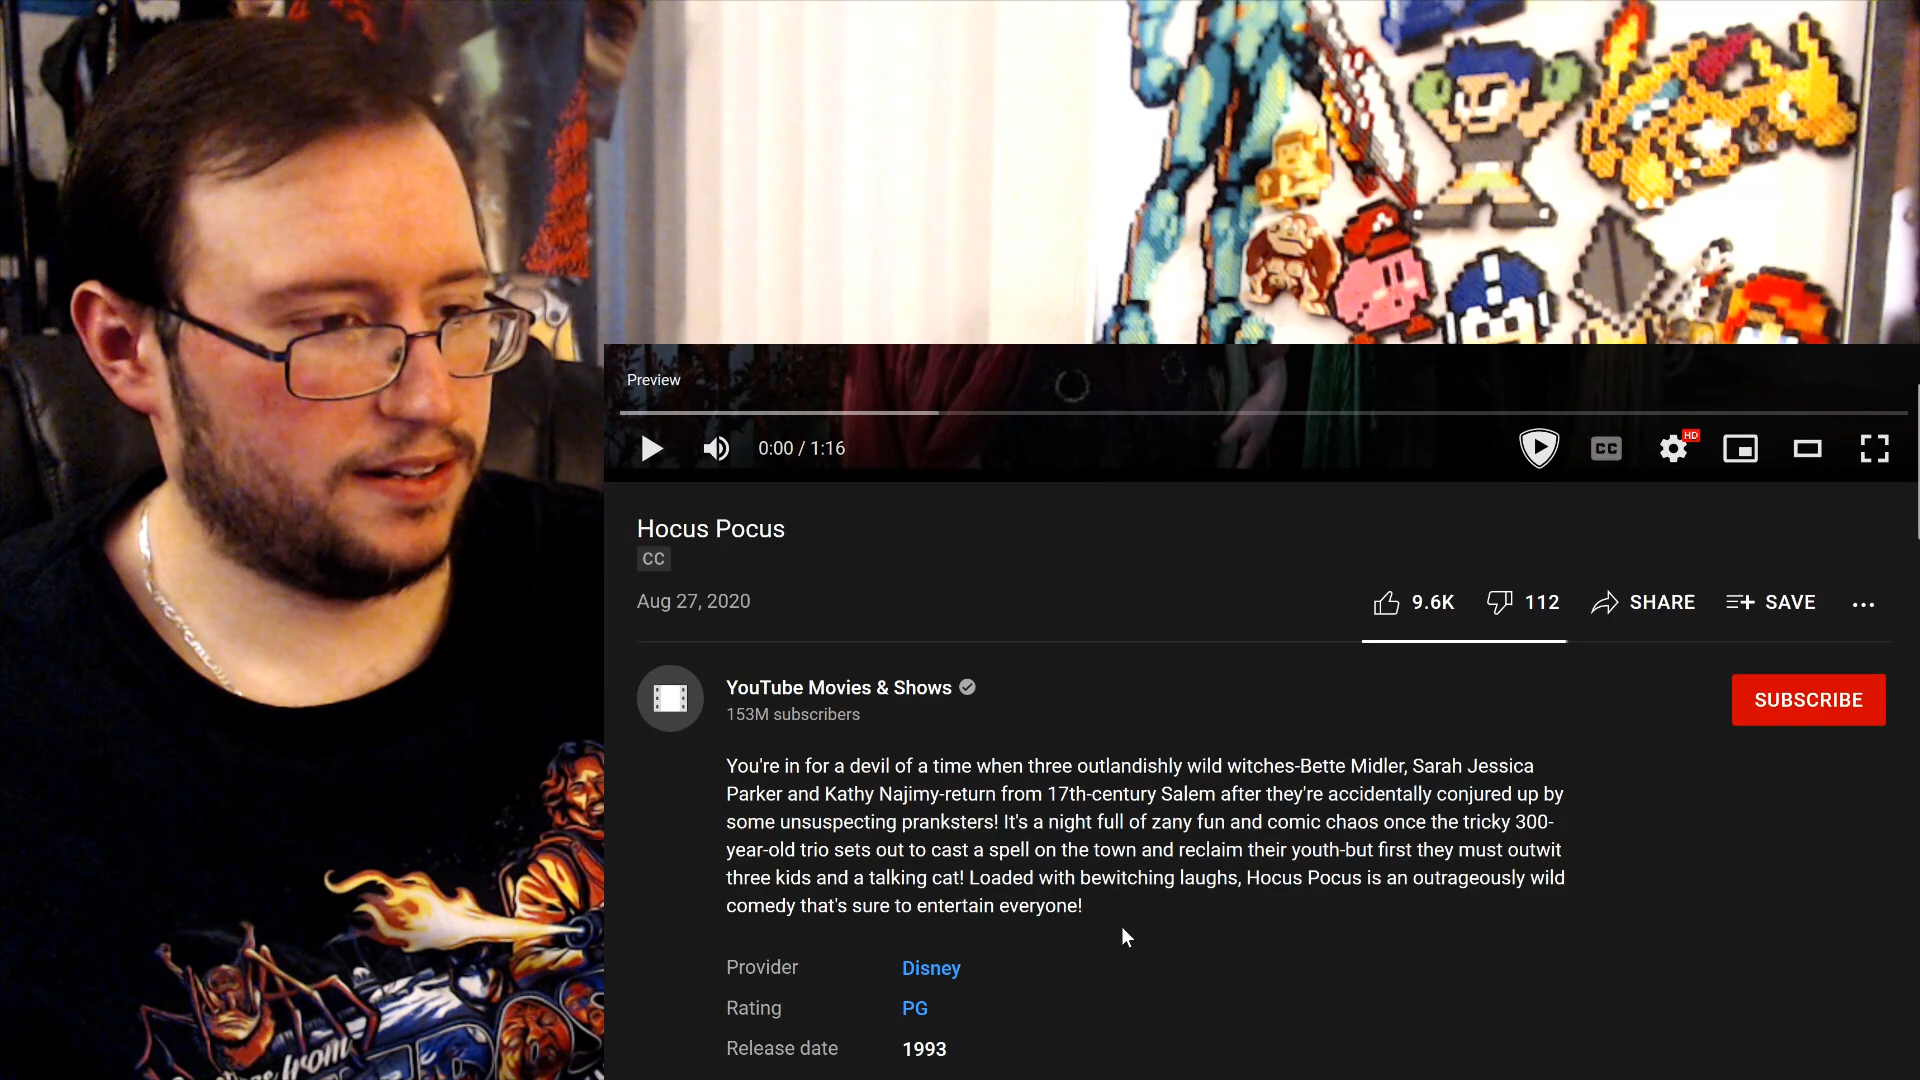 Preview
0:00 / 1:16
CC
HD
Hocus Pocus
CC
Aug 27, 2020
9.6K
112
SHARE
SAVE
YouTube Movies & Shows
153M subscribers
SUBSCRIBE
You're in for a devil of a time when three outlandishly wild witches-Bette Midler, Sarah Jessica
Parker and Kathy Najimy-return from 17th-century Salem after they're accidentally conjured up by
some unsuspecting pranksters! It's a night full of zany fun and comic chaos once the tricky 300-
year-old trio sets out to cast a spell on the town and reclaim their youth-but first they must outwit
three kids and a talking cat! Loaded with bewitching laughs, Hocus Pocus is an outrageously wild
comedy that's sure to entertain everyone!
Provider Disney
Rating PG
Release date 1993
from